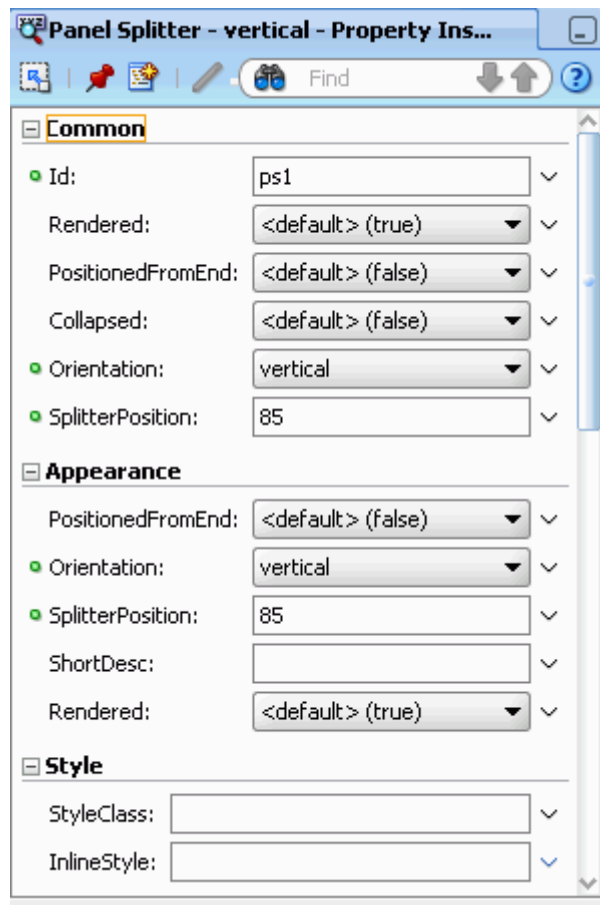 Panel Splitter - vertical - Property Ins...
Find
Common
Id: ps1
Rendered: <default> (true)
PositionedFromEnd: <default> (false)
Collapsed: <default> (false)
Orientation: vertical
SplitterPosition: 85
Appearance
PositionedFromEnd: <default> (false)
Orientation: vertical
SplitterPosition: 85
ShortDesc:
Rendered: <default> (true)
Style
StyleClass:
InlineStyle: